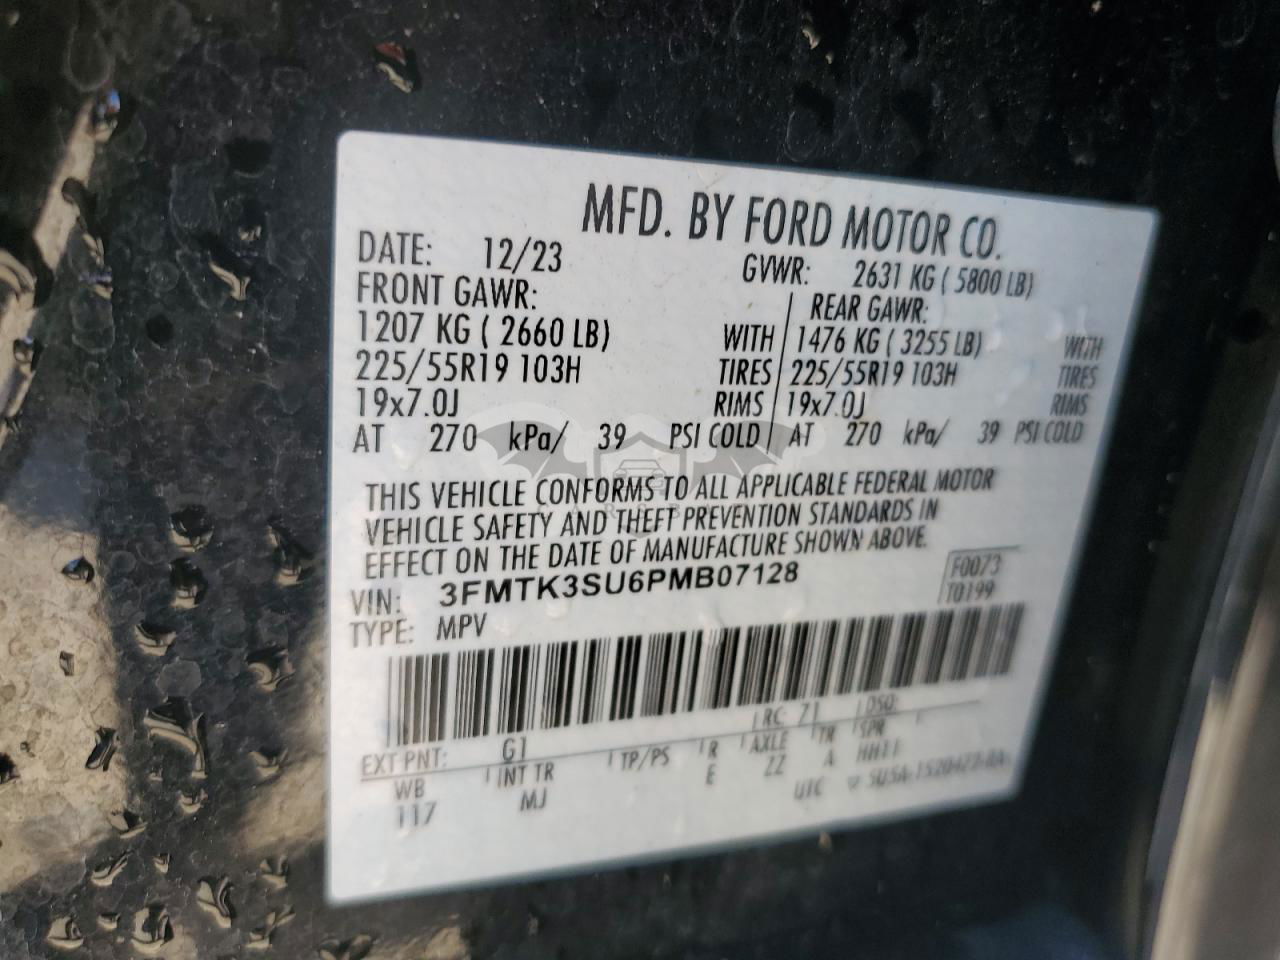 MFD. BY FORD MOTOR CO.
DATE: 12/23 GVWR: 2631 KG ( 5800 LB)
FRONT GAWR: REAR GAWR:
1207 KG ( 2660 LB) WITH 1476 KG ( 3255 LB) WITH
225/55R19 103H TIRES 225/55R19 103H TIRES
19x7.0J RIMS 19x7.0J RIMS
AT 270 kPa/ 39 PSI COLD AT 270 kPa/ 39 PSI COLD
THIS VEHICLE CONFORMS TO ALL APPLICABLE FEDERAL MOTOR
VEHICLE SAFETY AND THEFT PREVENTION STANDARDS IN
EFFECT ON THE DATE OF MANUFACTURE SHOWN ABOVE.
VIN: 3FMTK3SU6PMB07128 F0073
TYPE: MPV T0199
EXT PNT: G1 RC: 71 DSO:
WB INT TR TP/PS R AXLE TR SPR
117 MJ E ZZ A HH11
UTC